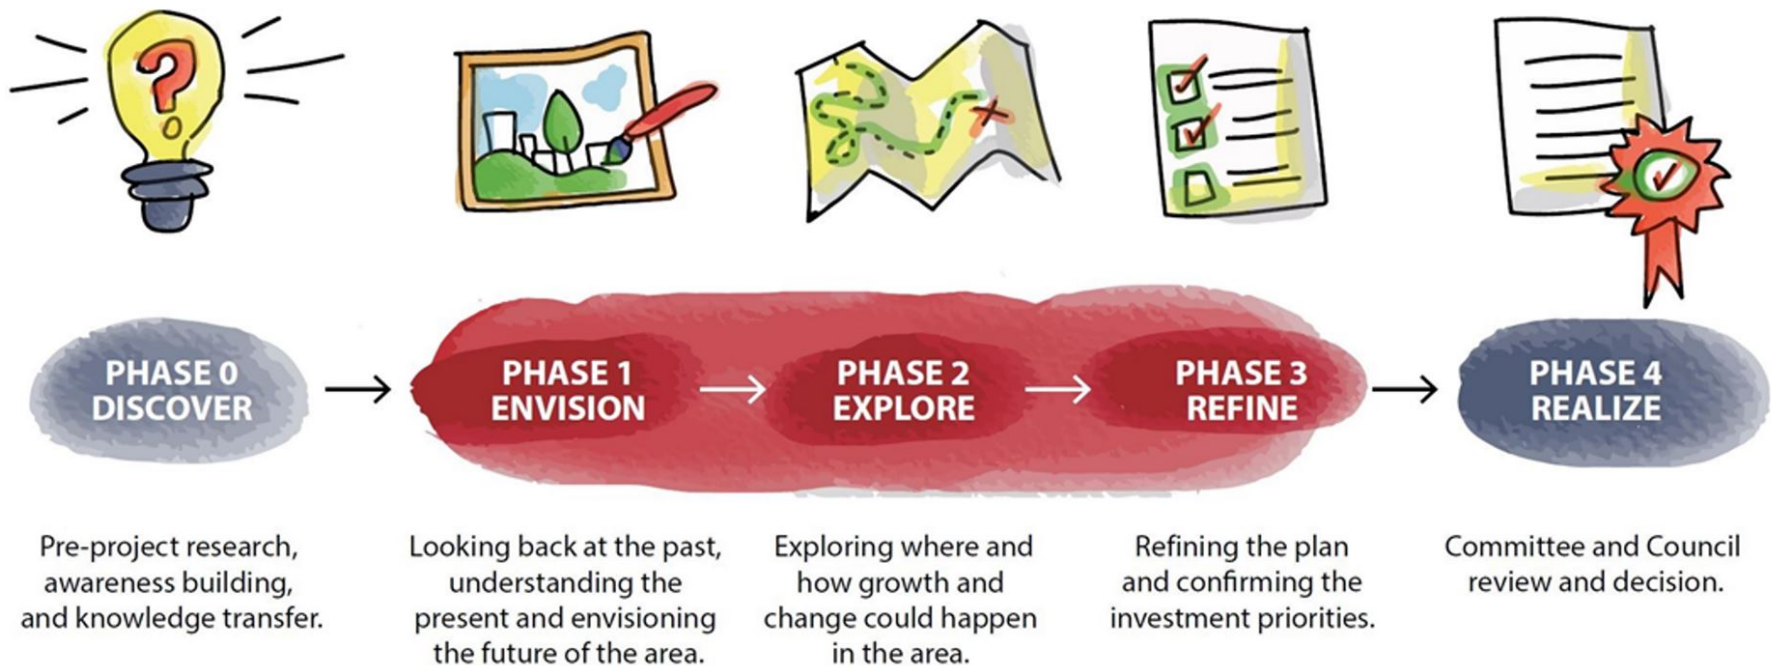 ?
PHASE 0
DISCOVER
PHASE 1
ENVISION
PHASE 2
EXPLORE
PHASE 3
REFINE
PHASE 4
REALIZE
Pre-project research,
awareness building,
and knowledge transfer.
Looking back at the past,
understanding the
present and envisioning
the future of the area.
Exploring where and
how growth and
change could happen
in the area.
Refining the plan
and confirming the
investment priorities.
Committee and Council
review and decision.